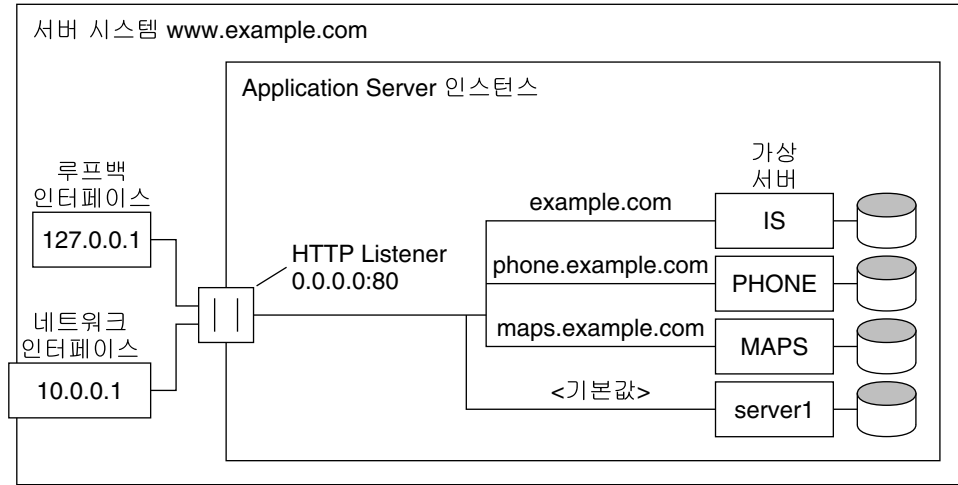 서버 시스템 www.example.com
Application Server 인스턴스
루프백
인터페이스
127.0.0.1
네트워크
인터페이스
10.0.0.1
HTTP Listener
0.0.0.0:80
가상
서버
example.com
IS
phone.example.com
PHONE
maps.example.com
MAPS
<기본값>
server1